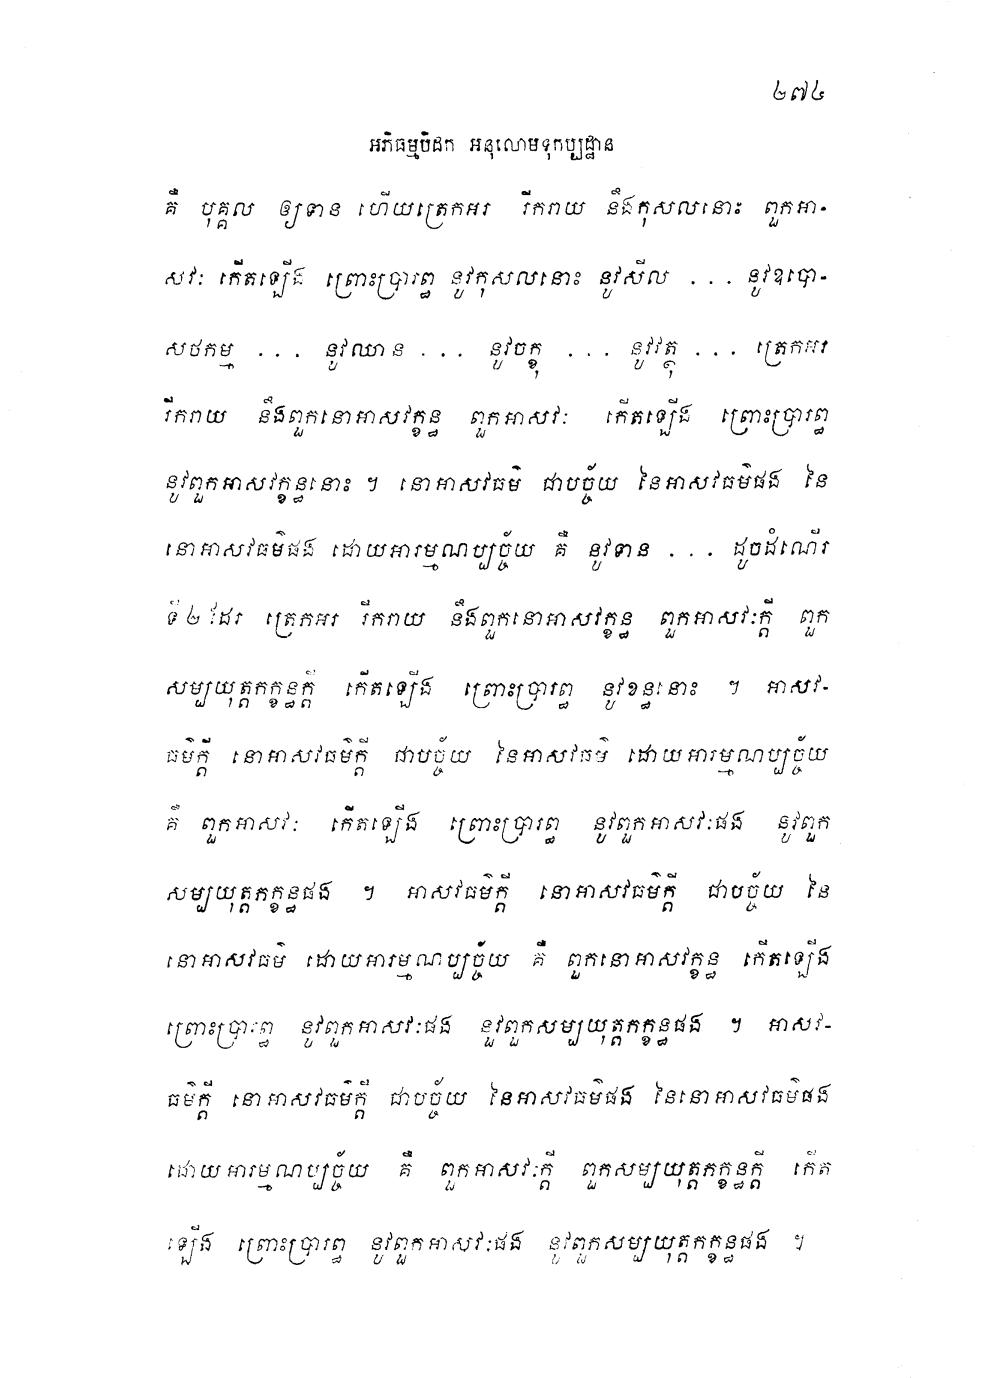 ២៧៤
អភិធម្មបិដក អនុលោមទុកប្បដ្ឋាន
គឺ បុគ្គល ឲ្យទាន ហើយត្រេកអរ រីករាយ នឹងកុសលនោះ ពួកអា-
សវៈ កើតឡើង ព្រោះប្រារព្ធ នូវកុសលនោះ នូវសីល ... នូវឧបោ-
សថកម្ម ... នូវឈាន ... នូវចក្ខុ ... នូវវត្ថុ ... ត្រេកអរ
រីករាយ នឹងពួកនោអាសវក្ខន្ធ ពួកអាសវៈ កើតឡើង ព្រោះប្រារព្ធ
នូវពួកអាសវក្ខន្ធនោះ ។ នោអាសវធម៌ ជាបច្ច័យ នៃអាសវធម៌ផង នៃ
នោអាសវធម៌ផង ដោយអារម្មណប្បច្ច័យ គឺ នូវទាន ... ដូចដំណើរ
ទី ២ ដែរ ត្រេកអរ រីករាយ នឹងពួកនោអាសវក្ខន្ធ ពួកអាសវៈក្តី ពួក
សម្បយុត្តកក្ខន្ធក្តី កើតឡើង ព្រោះប្រារព្ធ នូវខន្ធនោះ ។ អាសវ-
ធម៌ក្តី នោអាសវធម៌ក្តី ជាបច្ច័យ នៃអាសវធម៌ ដោយអារម្មណប្បច្ច័យ
គឺ ពួកអាសវៈ កើតឡើង ព្រោះប្រារព្ធ នូវពួកអាសវៈផង នូវពួក
សម្បយុត្តកក្ខន្ធផង ។ អាសវធម៌ក្តី នោអាសវធម៌ក្តី ជាបច្ច័យ នៃ
នោអាសវធម៌ ដោយអារម្មណប្បច្ច័យ គឺ ពួកនោអាសវក្ខន្ធ កើតឡើង
ព្រោះប្រារព្ធ នូវពួកអាសវៈផង នូវពួកសម្បយុត្តកក្ខន្ធផង ។ អាសវ-
ធម៌ក្តី នោអាសវធម៌ក្តី ជាបច្ច័យ នៃអាសវធម៌ផង នៃនោអាសវធម៌ផង
ដោយអារម្មណប្បច្ច័យ គឺ ពួកអាសវៈក្តី ពួកសម្បយុត្តកក្ខន្ធក្តី កើត
ឡើង ព្រោះប្រារព្ធ នូវពួកអាសវៈផង នូវពួកសម្បយុត្តកក្ខន្ធផង ។